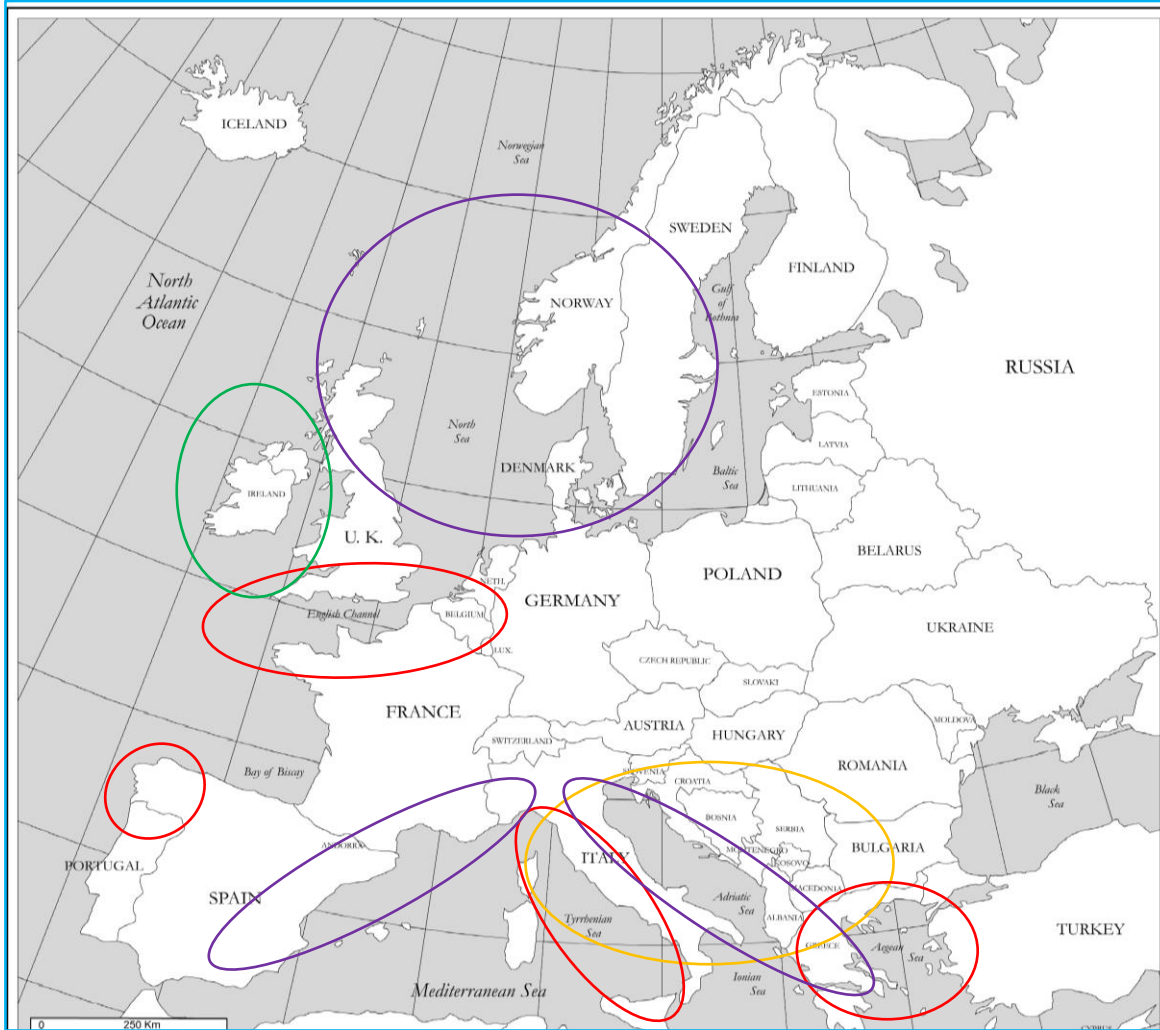 ICELAND
Norwegian
Sea
SWEDEN
FINLAND
North
Atlantic
Ocean
NORWAY
Gulf
of
Bothnia
RUSSIA
ESTONIA
North
Sea
LATVIA
DENMARK
Baltic
Sea
LITHUANIA
IRELAND
U. K.
BELARUS
POLAND
NETH.
GERMANY
English Channel
BELGIUM
UKRAINE
LUX.
CZECH REPUBLIC
SLOVAKI
FRANCE
AUSTRIA
MOLDOVA
SWITZERLAND
HUNGARY
Bay of Biscay
SLOVENIA
ROMANIA
CROATIA
Black
Sea
BOSNIA
SERBIA
ANDORRA
MONTENEGRO
BULGARIA
ITALY
KOSOVO
PORTUGAL
MACEDONIA
SPAIN
Adriatic
Sea
ALBANIA
Tyrrhenian
Sea
TURKEY
GREECE
Aegean
Sea
Ionian
Sea
Mediterranean Sea
CYPRUS
0 250 Km